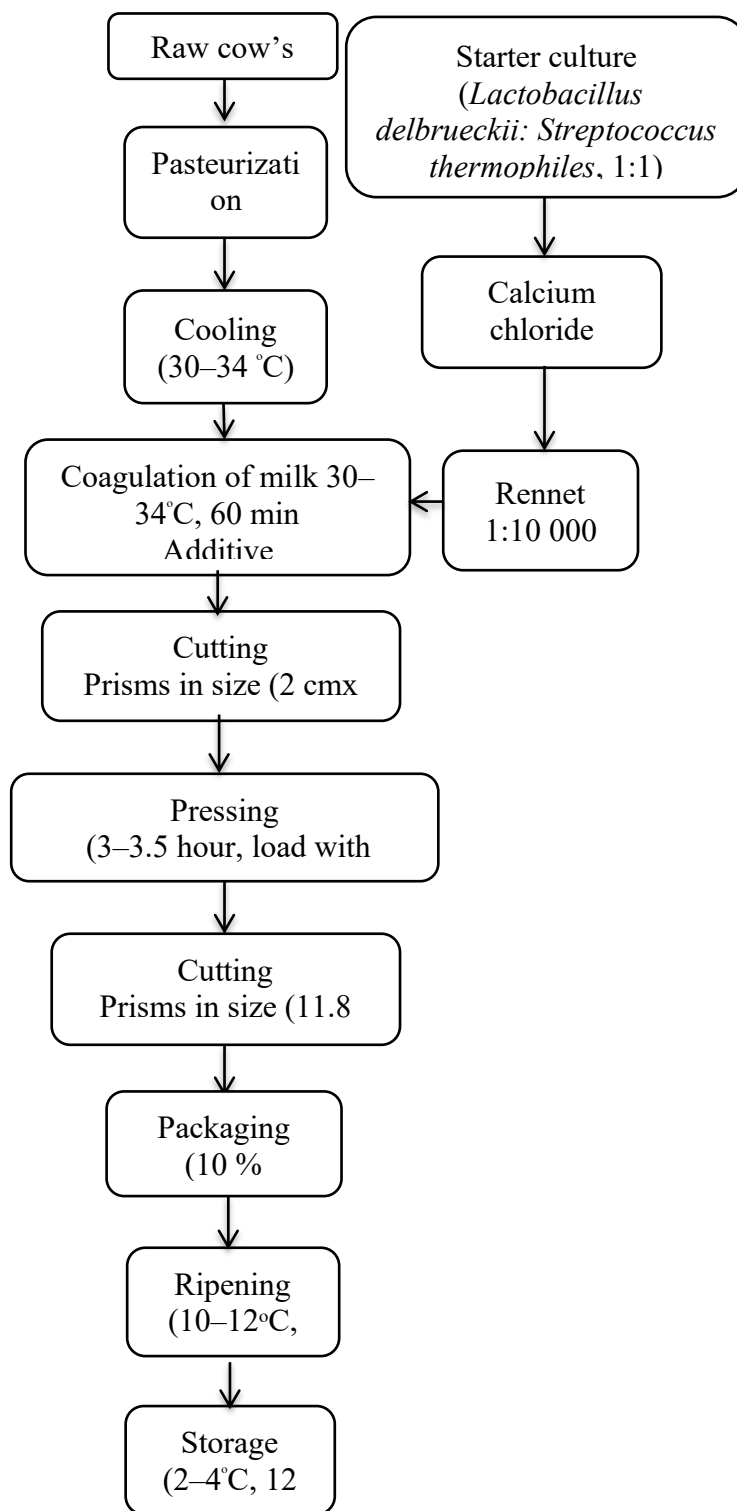 Raw cow’s
Pasteurizati
on
Cooling
(30–34 °C)
Coagulation of milk 30–
34°C, 60 min
Additive
Starter culture
(Lactobacillus
delbrueckii: Streptococcus
thermophiles, 1:1)
Calcium
chloride
Rennet
1:10 000
Cutting
Prisms in size (2 cmx
Pressing
(3–3.5 hour, load with
Cutting
Prisms in size (11.8
Packaging
(10 %
Ripening
(10–12°C,
Storage
(2–4°C, 12